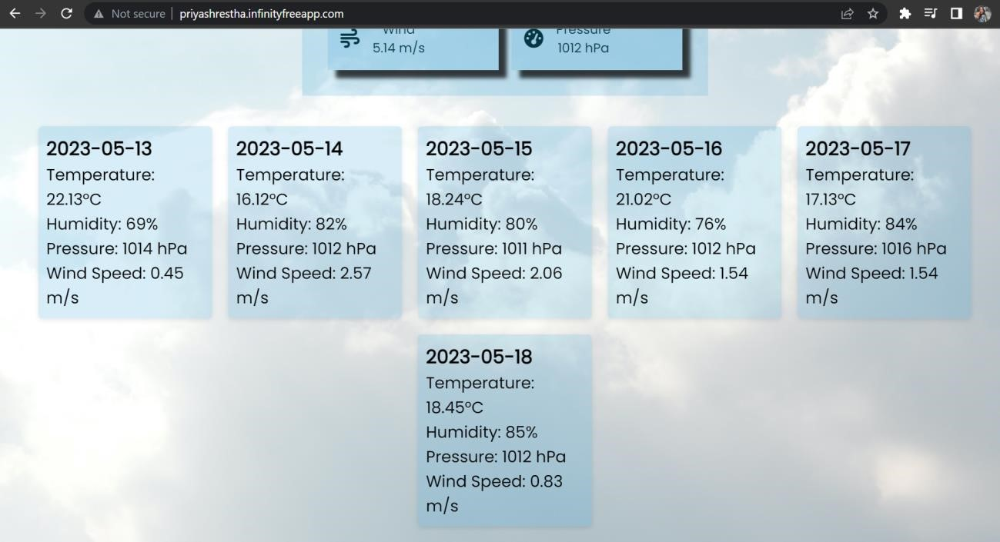 Not secure | priyashrestha.infinityfreeapp.com
Wind
5.14 m/s
Pressure
1012 hPa
2023-05-13
Temperature:
22.13°C
Humidity: 69%
Pressure: 1014 hPa
Wind Speed: 0.45
m/s
2023-05-14
Temperature:
16.12°C
Humidity: 82%
Pressure: 1012 hPa
Wind Speed: 2.57
m/s
2023-05-15
Temperature:
18.24°C
Humidity: 80%
Pressure: 1011 hPa
Wind Speed: 2.06
m/s
2023-05-16
Temperature:
21.02°C
Humidity: 76%
Pressure: 1012 hPa
Wind Speed: 1.54
m/s
2023-05-17
Temperature:
17.13°C
Humidity: 84%
Pressure: 1016 hPa
Wind Speed: 1.54
m/s
2023-05-18
Temperature:
18.45°C
Humidity: 85%
Pressure: 1012 hPa
Wind Speed: 0.83
m/s